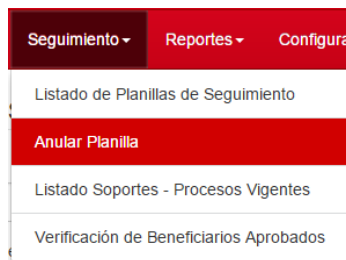 Seguimiento Reportes Configura
Listado de Planillas de Seguimiento
Anular Planilla
Listado Soportes - Procesos Vigentes
Verificación de Beneficiarios Aprobados